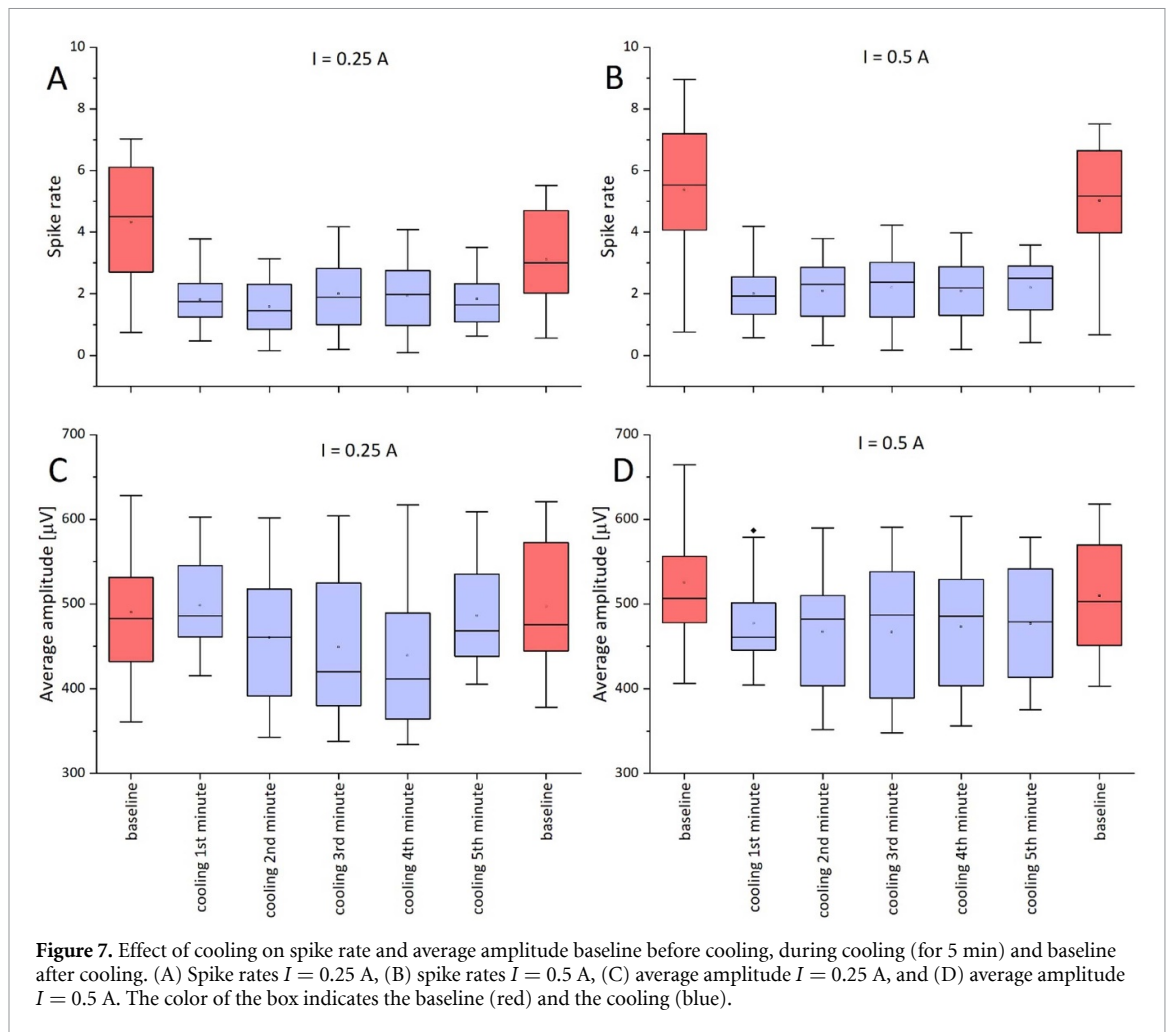 A
I = 0.25 A
Spike rate
10
8
6
4
2
0
B
I = 0.5 A
Spike rate
10
8
6
4
2
0
C
I = 0.25 A
Average amplitude [μV]
700
600
500
400
300
baseline
cooling 1st minute
cooling 2nd minute
cooling 3rd minute
cooling 4th minute
cooling 5th minute
baseline
D
I = 0.5 A
Average amplitude [μV]
700
600
500
400
300
baseline
cooling 1st minute
cooling 2nd minute
cooling 3rd minute
cooling 4th minute
cooling 5th minute
baseline
Figure 7. Effect of cooling on spike rate and average amplitude baseline before cooling, during cooling (for 5 min) and baseline
after cooling. (A) Spike rates I = 0.25 A, (B) spike rates I = 0.5 A, (C) average amplitude I = 0.25 A, and (D) average amplitude
I = 0.5 A. The color of the box indicates the baseline (red) and the cooling (blue).